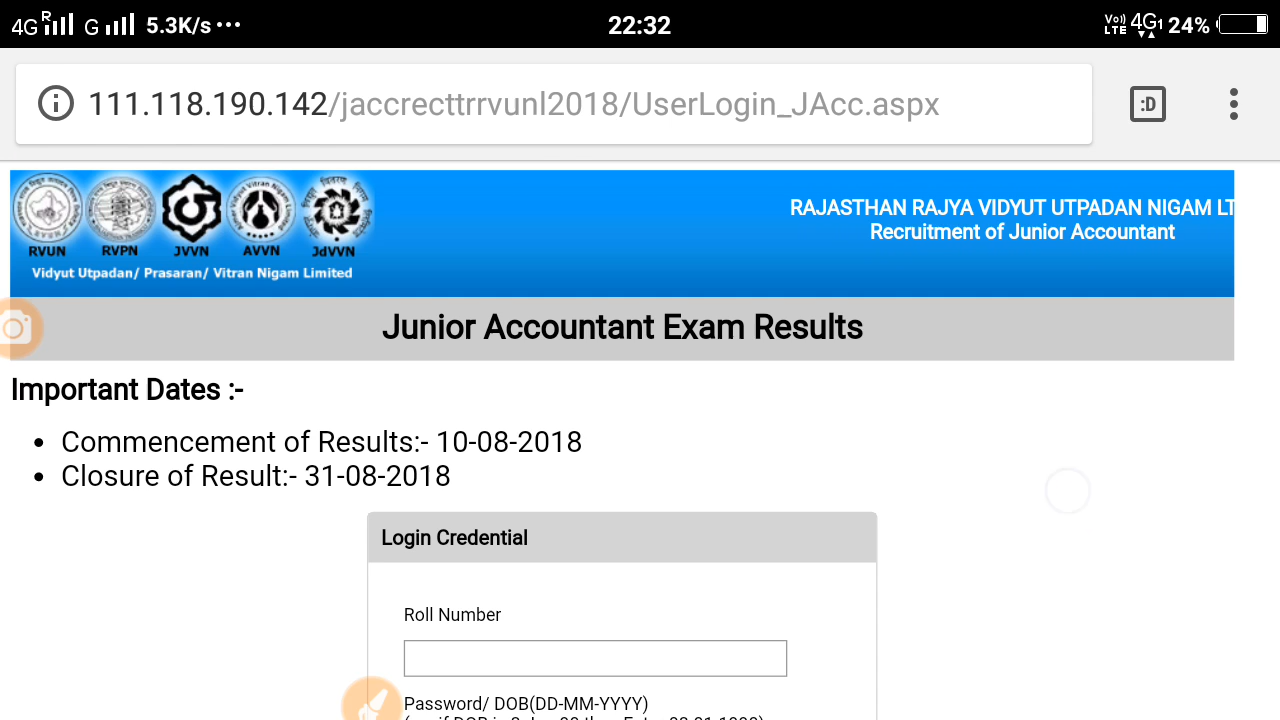 4G R G 5.3K/s ••• 22:32 Vo) LTE 4G1 24%
111.118.190.142/jaccrecttrrvunl2018/UserLogin_JAcc.aspx :D
RAJASTHAN RAJYA VIDYUT UTPADAN NIGAM LT
Recruitment of Junior Accountant
RVUN RVPN JVVN AVVN JdVVN
Vidyut Utpadan/ Prasaran/ Vitran Nigam Limited
Junior Accountant Exam Results
Important Dates :-
• Commencement of Results:- 10-08-2018
• Closure of Result:- 31-08-2018
Login Credential
Roll Number
Password/ DOB(DD-MM-YYYY)